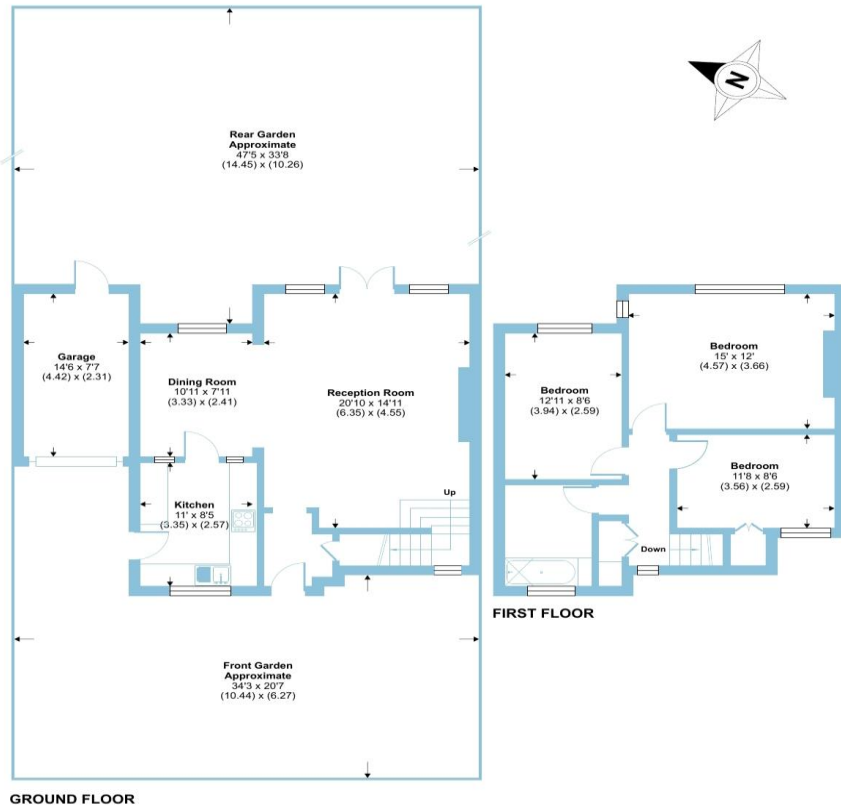 Rear Garden
Approximate
47'5 x 33'8
(14.45) x (10.26)
N
Garage
14'6 x 7'7
(4.42) x (2.31)
Dining Room
10'11 x 7'11
(3.33) x (2.41)
Reception Room
20'10 x 14'11
(6.35) x (4.55)
Kitchen
11' x 8'5
(3.35) x (2.57)
Up
Front Garden
Approximate
34'3 x 20'7
(10.44) x (6.27)
GROUND FLOOR
Bedroom
15' x 12'
(4.57) x (3.66)
Bedroom
12'11 x 8'6
(3.94) x (2.59)
Bedroom
11'8 x 8'6
(3.56) x (2.59)
Down
FIRST FLOOR